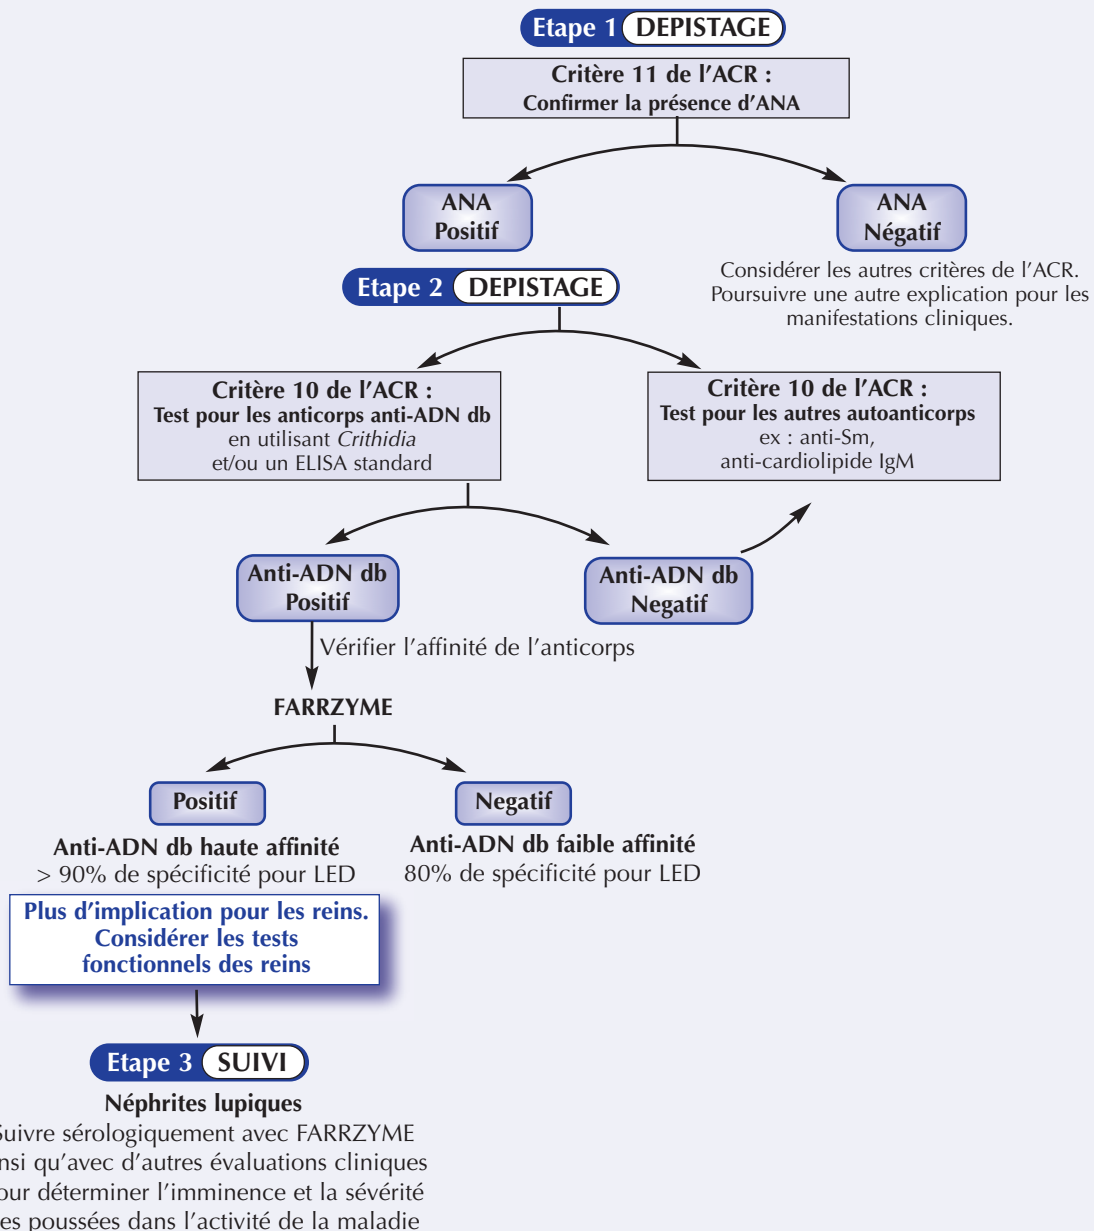 Etape 1 DEPISTAGE
Critère 11 de l'ACR :
Confirmer la présence d'ANA
ANA
Positif
ANA
Négatif
Considérer les autres critères de l'ACR.
Poursuivre une autre explication pour les
manifestations cliniques.
Etape 2 DEPISTAGE
Critère 10 de l'ACR :
Test pour les anticorps anti-ADN db
en utilisant Crithidia
et/ou un ELISA standard
Critère 10 de l'ACR :
Test pour les autres autoanticorps
ex : anti-Sm,
anti-cardiolipide IgM
Anti-ADN db
Positif
Anti-ADN db
Negatif
Vérifier l'affinité de l'anticorps
FARRZYME
Positif
Negatif
Anti-ADN db haute affinité
> 90% de spécificité pour LED
Anti-ADN db faible affinité
80% de spécificité pour LED
Plus d'implication pour les reins.
Considérer les tests
fonctionnels des reins
Etape 3 SUIVI
Néphrites lupiques
Suivre sérologiquement avec FARRZYME
nsi qu'avec d'autres évaluations cliniques
our déterminer l'imminence et la sévérité
es poussées dans l'activité de la maladie